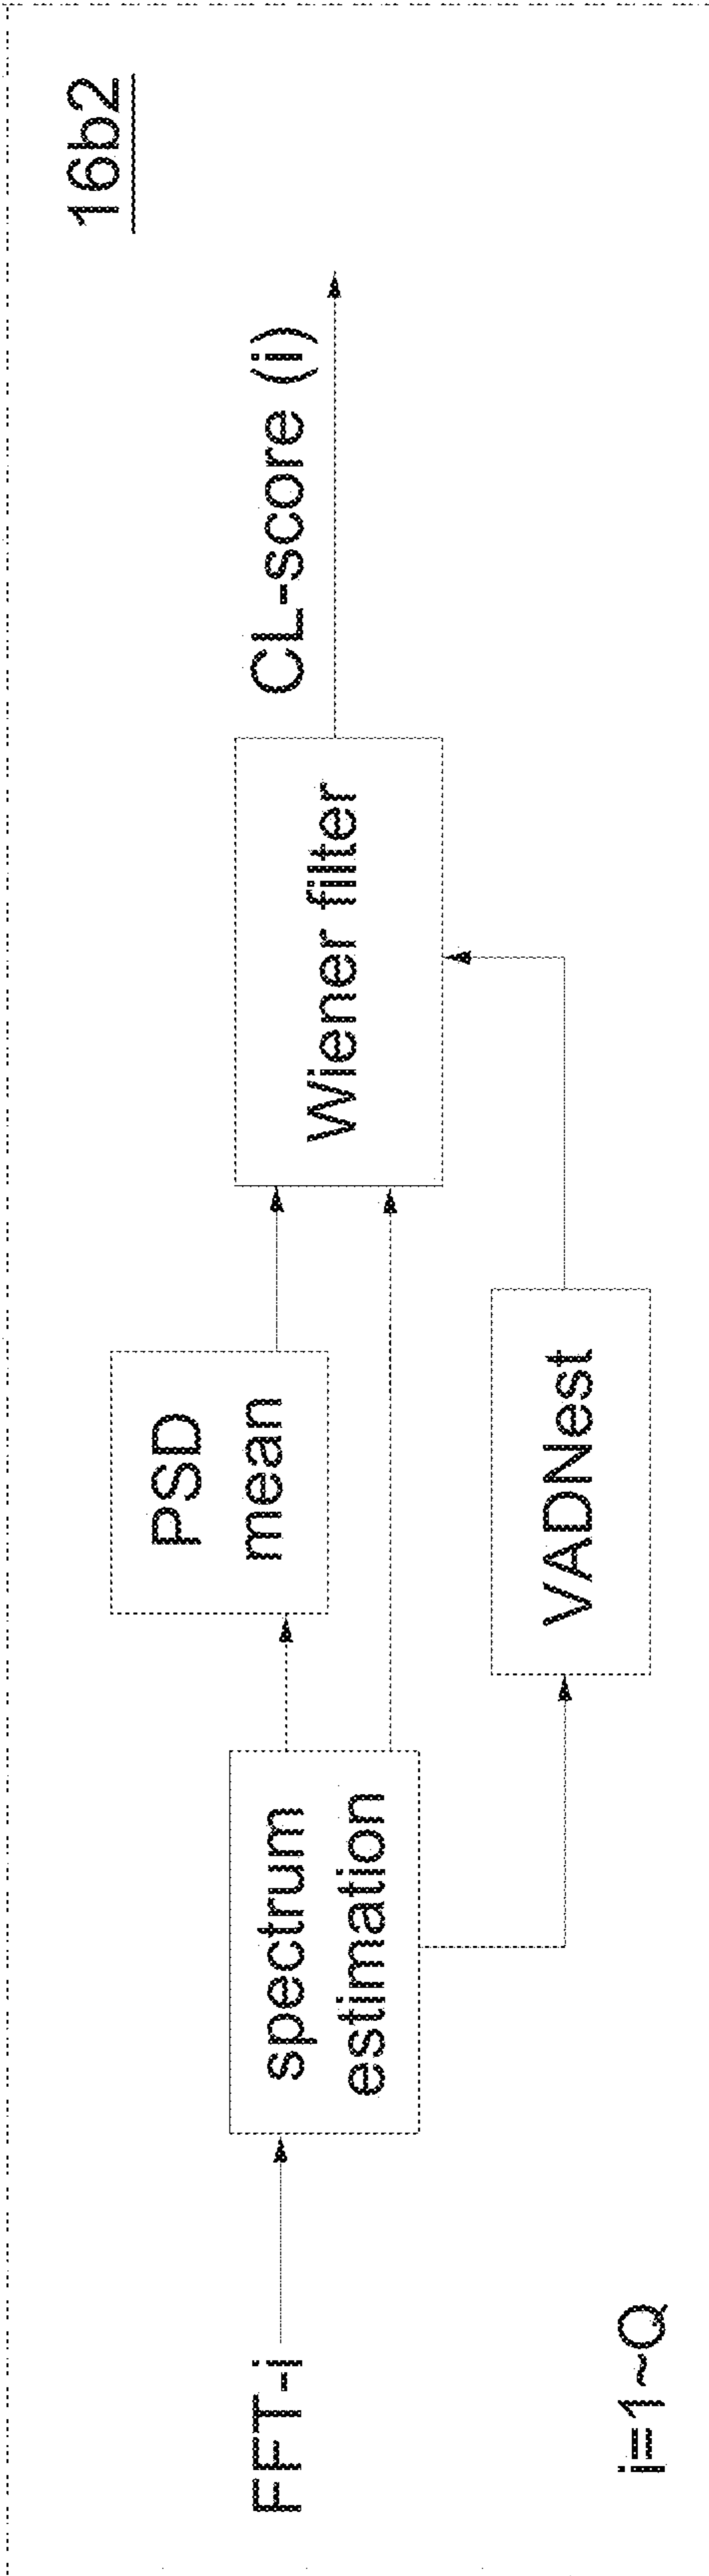 16b2
FFT-i
spectrum
estimation
PSD
mean
VADNest
Wiener filter
CL-score (i)
i=1~Q